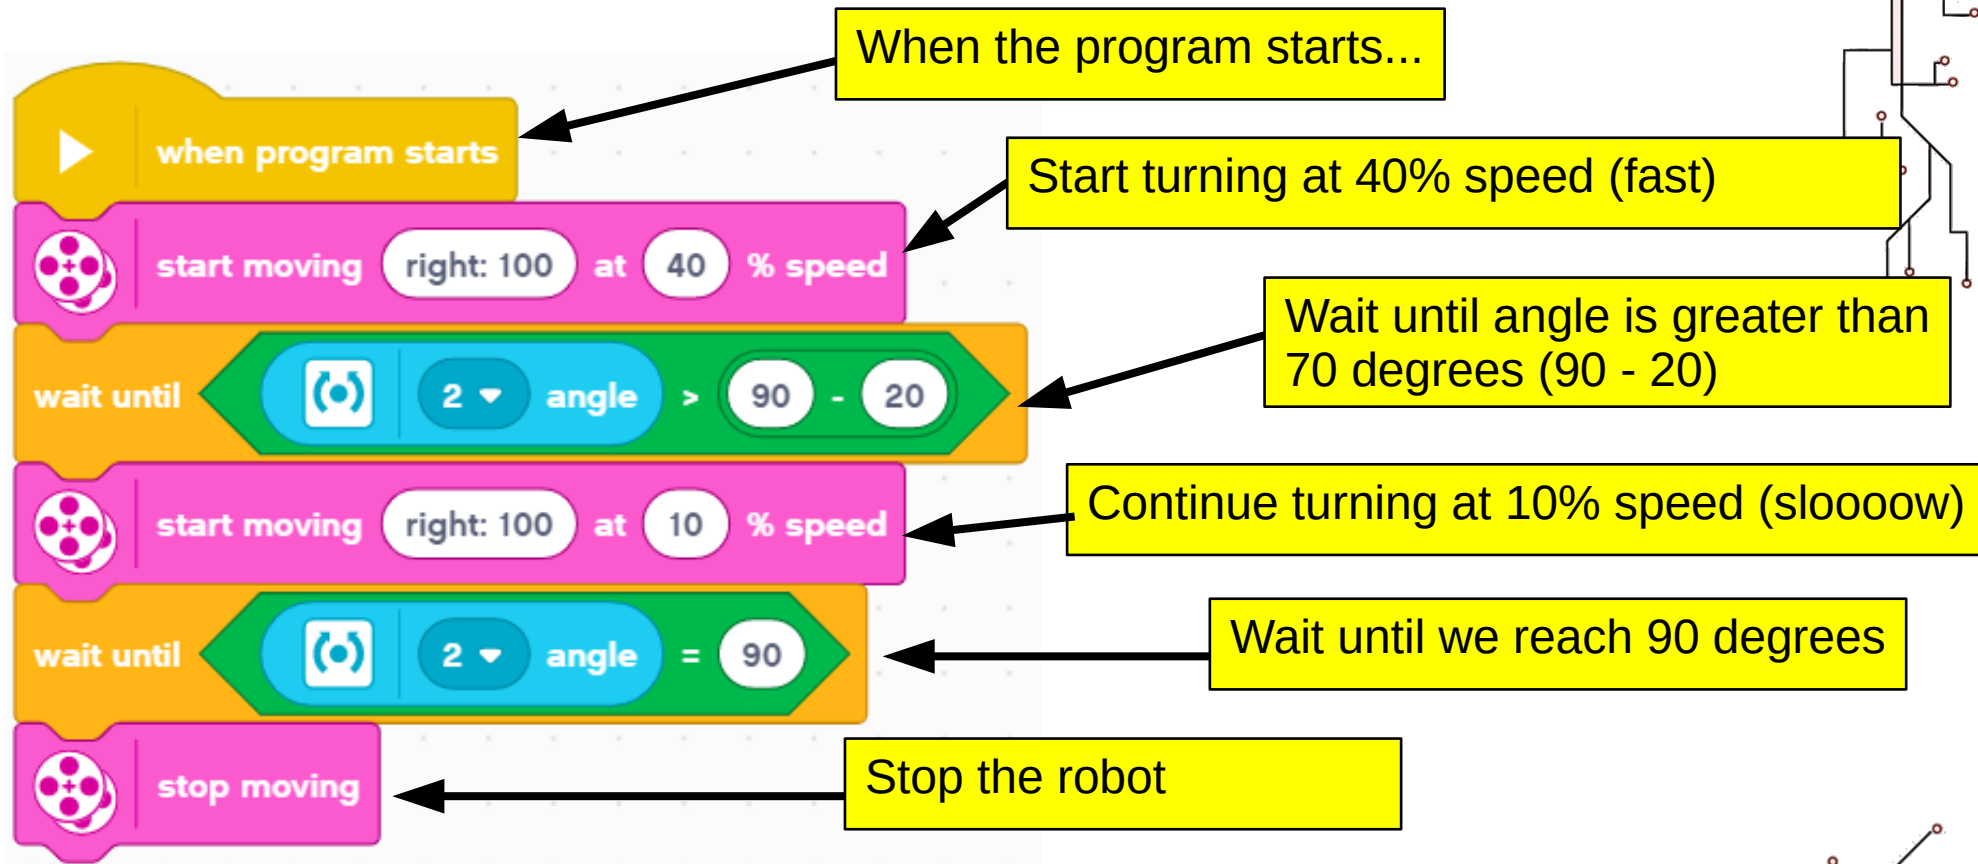 When the program starts...
when program starts
Start turning at 40% speed (fast)
start moving right: 100 at 40 % speed
Wait until angle is greater than
70 degrees (90 - 20)
wait until 2 angle > 90 - 20
Continue turning at 10% speed (sloooow)
start moving right: 100 at 10 % speed
Wait until we reach 90 degrees
wait until 2 angle = 90
Stop the robot
stop moving